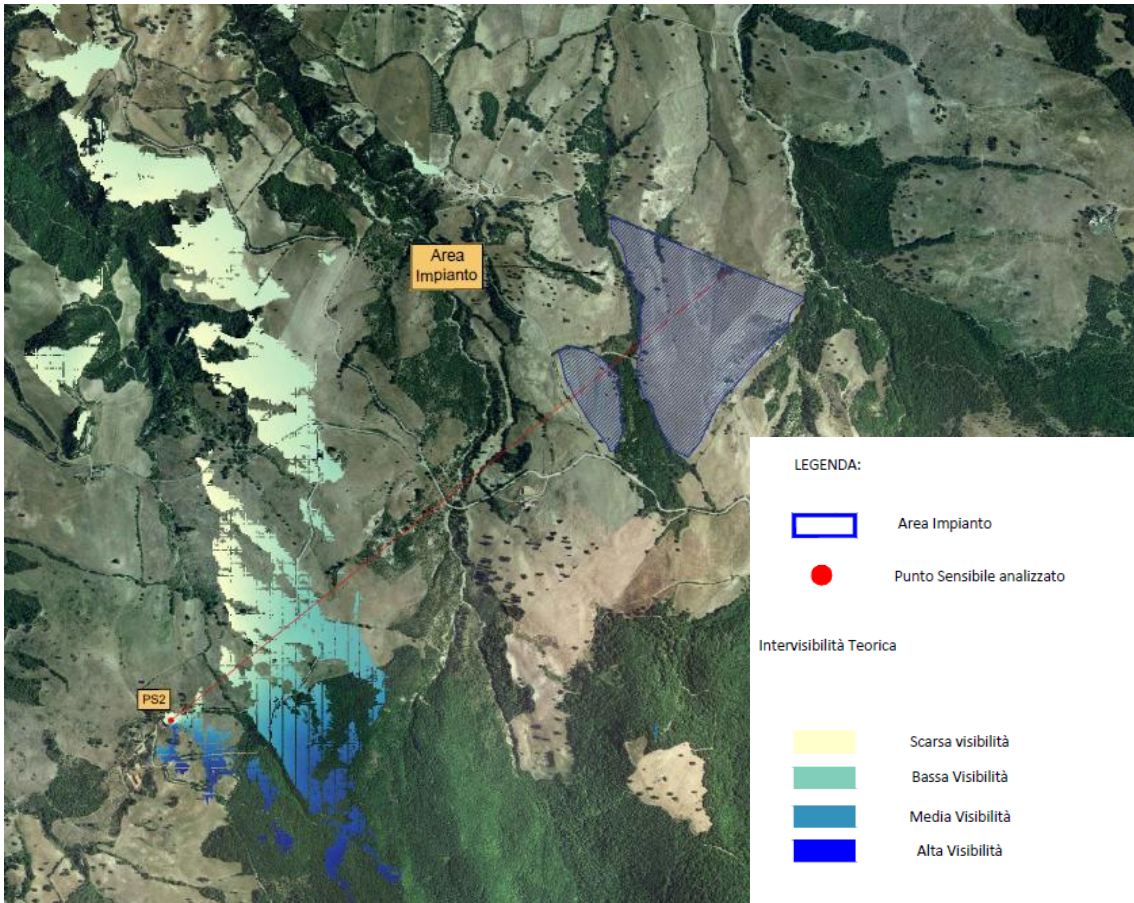 Area
Impianto
PS2
LEGENDA:
Area Impianto
Punto Sensibile analizzato
Intervisibilità Teorica
Scarsa visibilità
Bassa Visibilità
Media Visibilità
Alta Visibilità